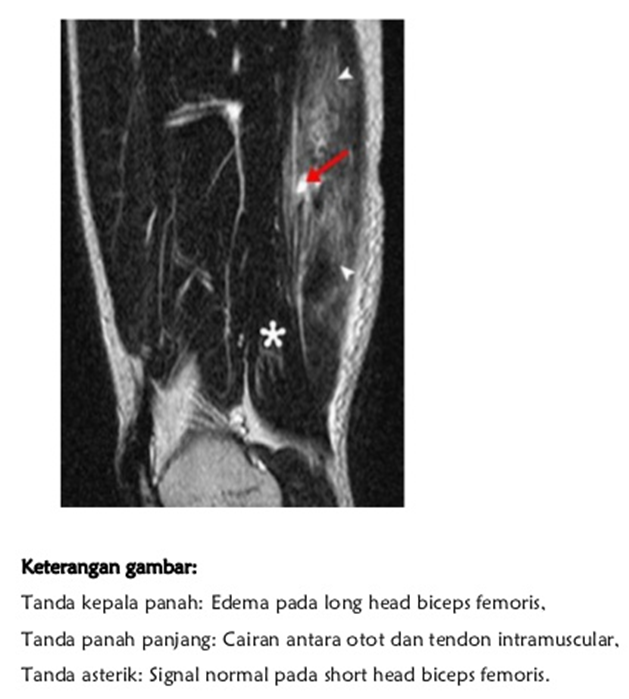 Keterangan gambar:
Tanda kepala panah: Edema pada long head biceps femoris,
Tanda panah panjang: Cairan antara otot dan tendon intramuscular,
Tanda asterik: Signal normal pada short head biceps femoris.